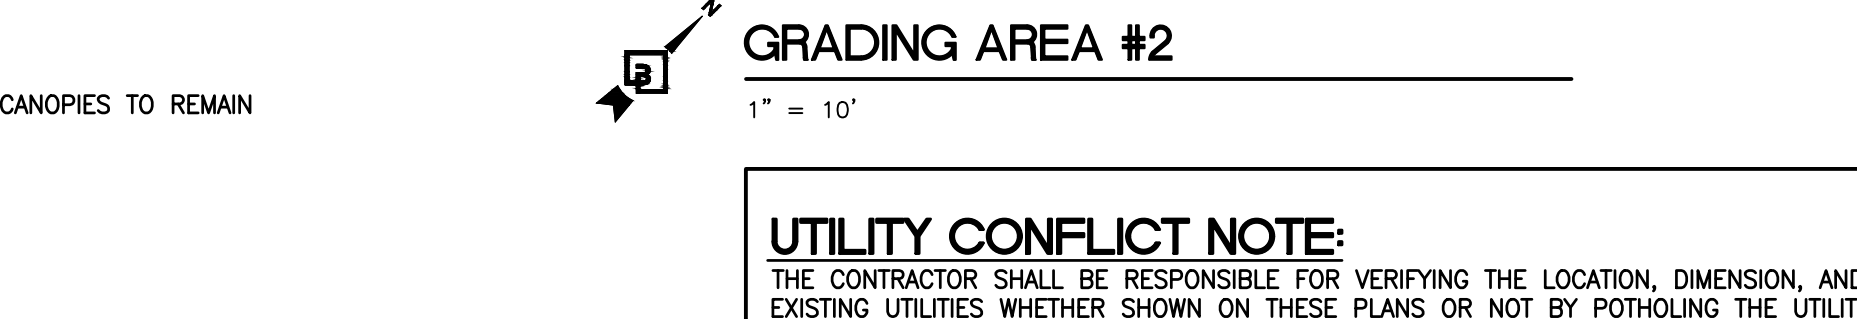 N
GRADING AREA #2
B
CANOPIES TO REMAIN
1" = 10'
UTILITY CONFLICT NOTE:
THE CONTRACTOR SHALL BE RESPONSIBLE FOR VERIFYING THE LOCATION, DIMENSION, AND
EXISTING UTILITIES WHETHER SHOWN ON THESE PLANS OR NOT BY POTHOLING THE